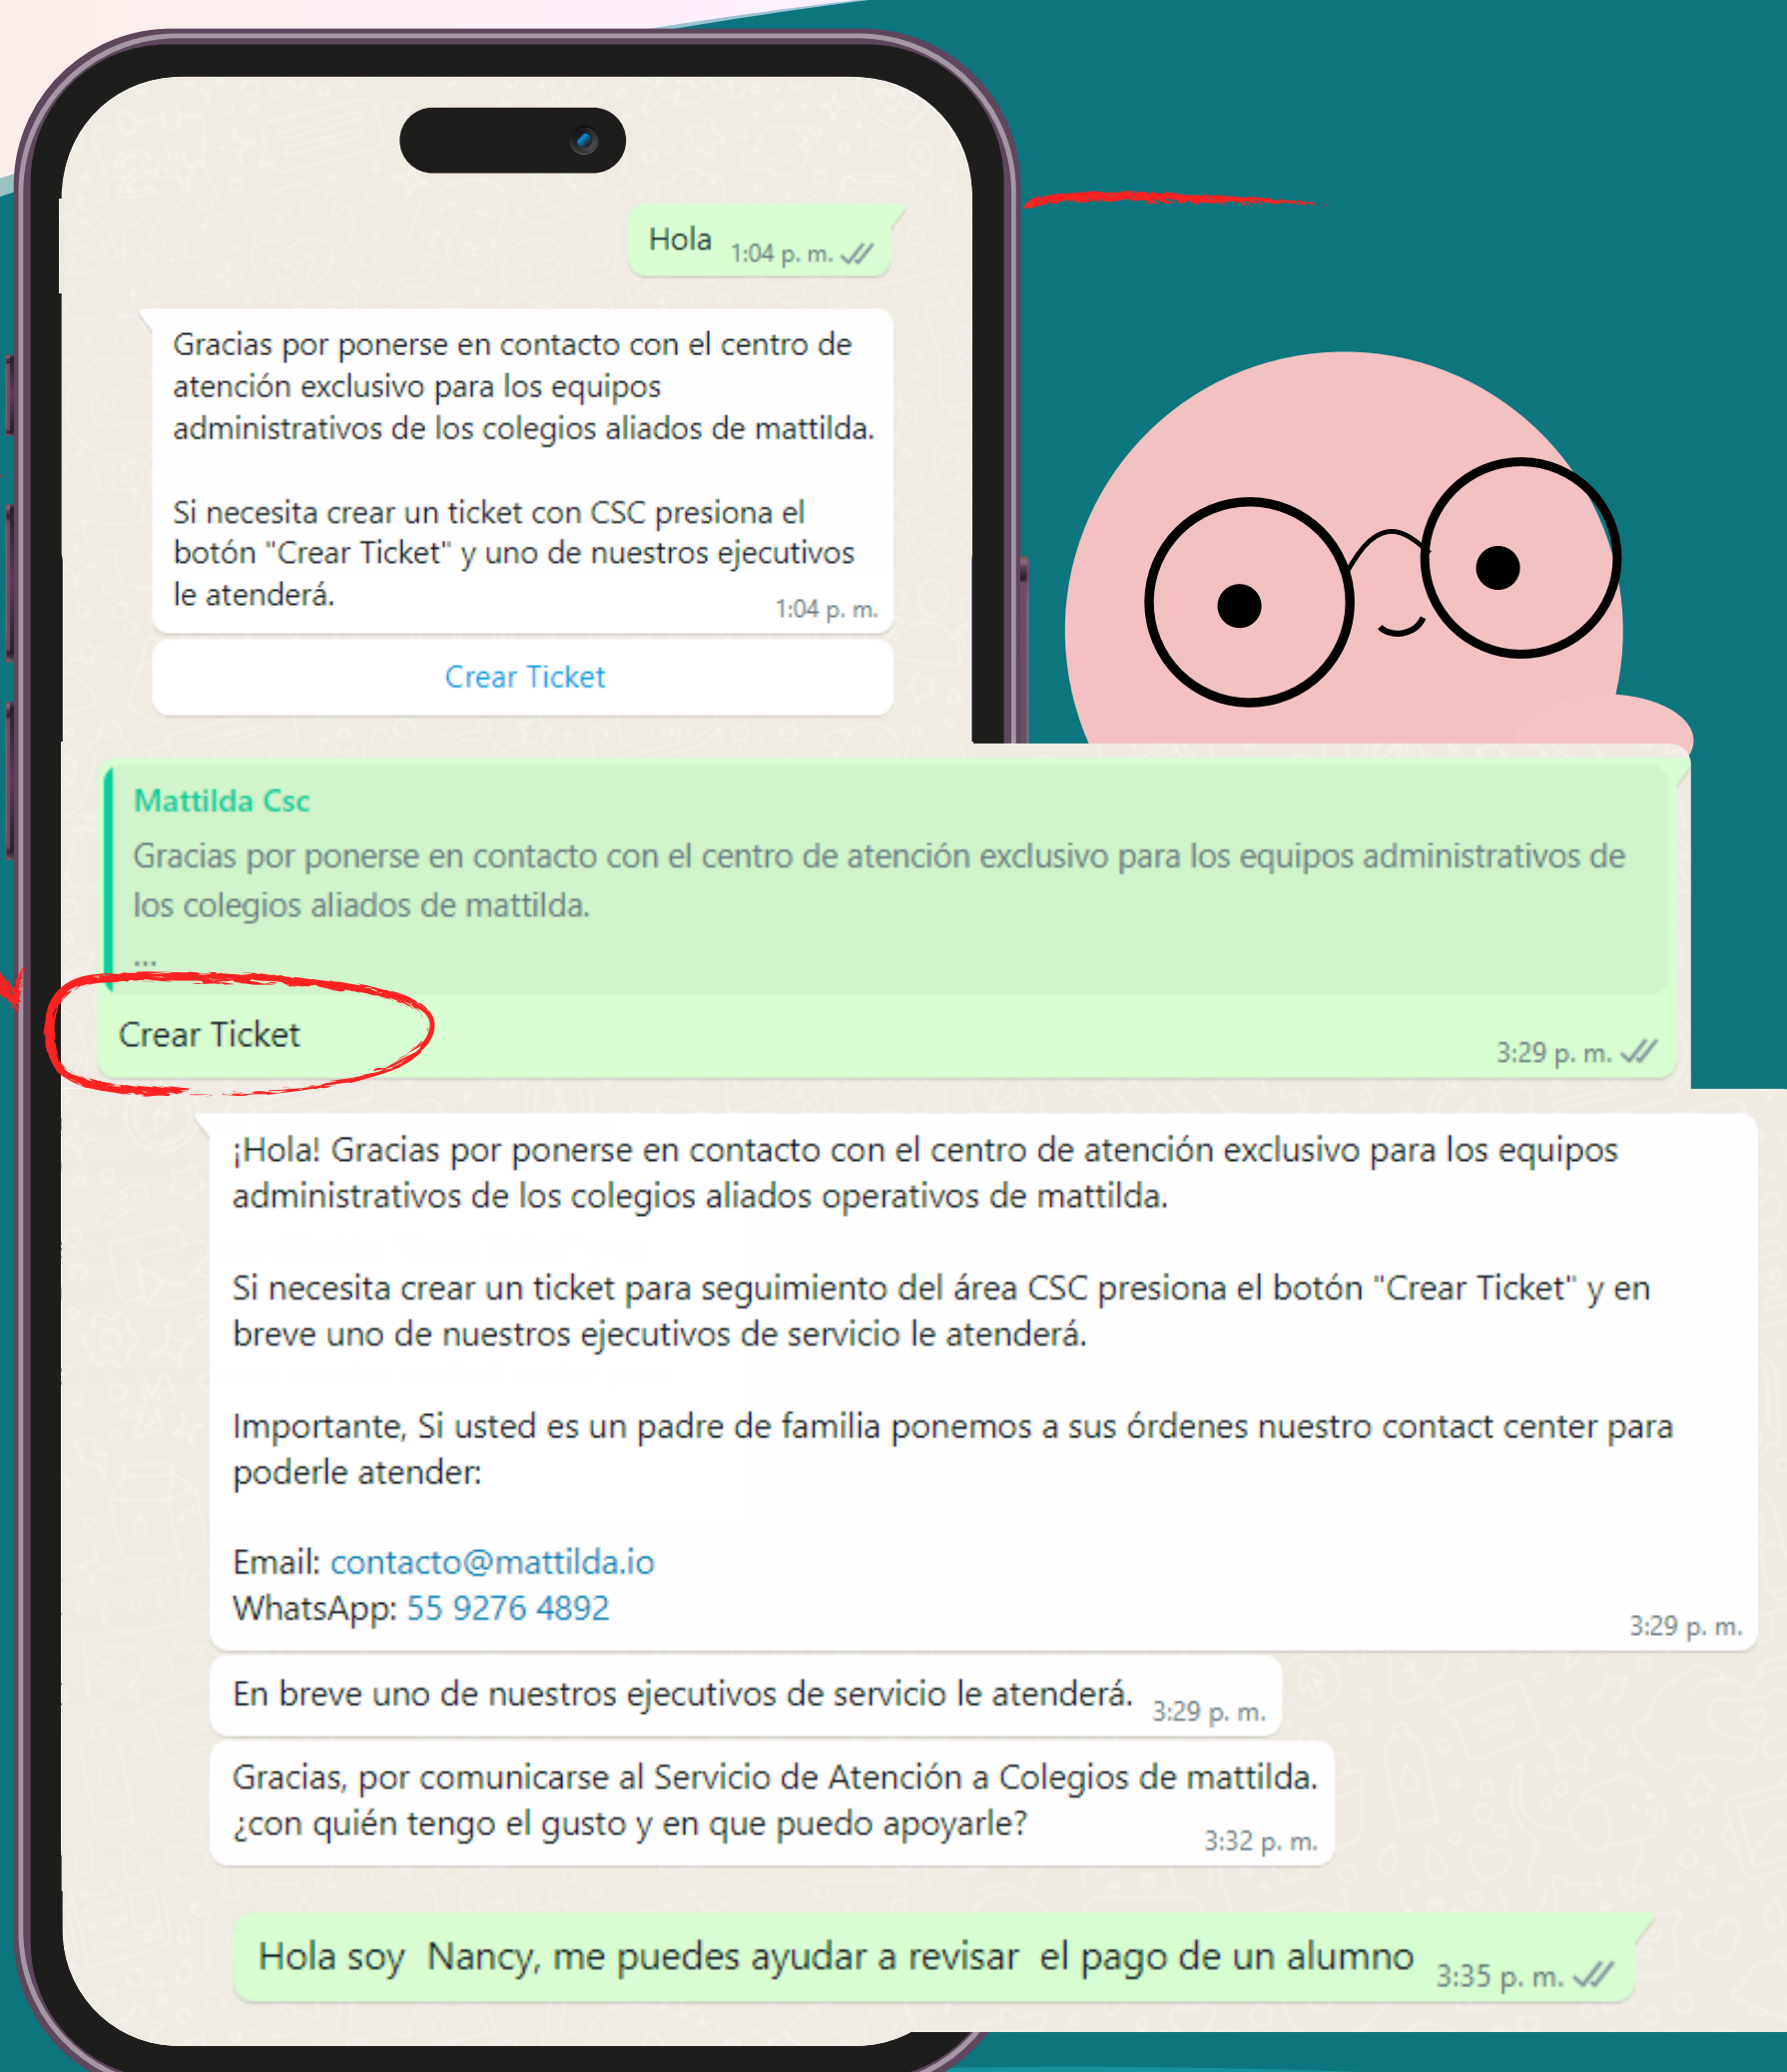 Hola 1:04 p. m.
Gracias por ponerse en contacto con el centro de
atención exclusivo para los equipos
administrativos de los colegios aliados de mattilda.
Si necesita crear un ticket con CSC presiona el
botón "Crear Ticket" y uno de nuestros ejecutivos
le atenderá.
1:04 p. m.
Crear Ticket
Mattilda Csc
Gracias por ponerse en contacto con el centro de atención exclusivo para los equipos administrativos de
los colegios aliados de mattilda.
...
Crear Ticket
3:29 p. m.
¡Hola! Gracias por ponerse en contacto con el centro de atención exclusivo para los equipos
administrativos de los colegios aliados operativos de mattilda.
Si necesita crear un ticket para seguimiento del área CSC presiona el botón "Crear Ticket" y en
breve uno de nuestros ejecutivos de servicio le atenderá.
Importante, Si usted es un padre de familia ponemos a sus órdenes nuestro contact center para
poderle atender:
Email: contacto@mattilda.io
WhatsApp: 55 9276 4892
3:29 p. m.
En breve uno de nuestros ejecutivos de servicio le atenderá. 3:29 p. m.
Gracias, por comunicarse al Servicio de Atención a Colegios de mattilda.
¿con quién tengo el gusto y en que puedo apoyarle?
3:32 p. m.
Hola soy  Nancy, me puedes ayudar a revisar  el pago de un alumno 3:35 p. m.